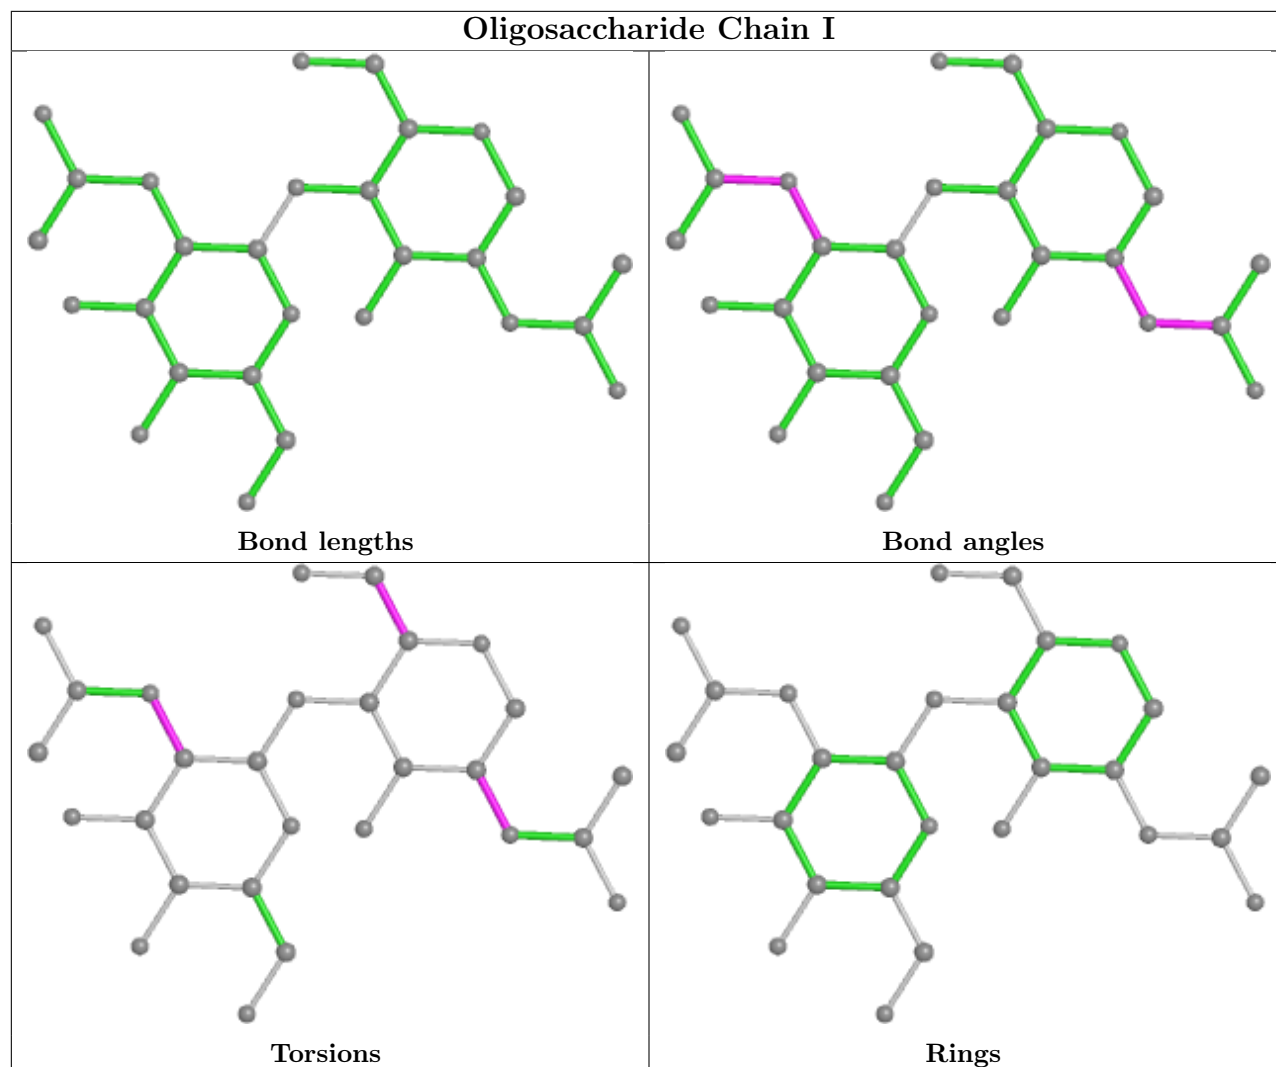 Oligosaccharide Chain I
Bond lengths
Bond angles
Torsions
Rings